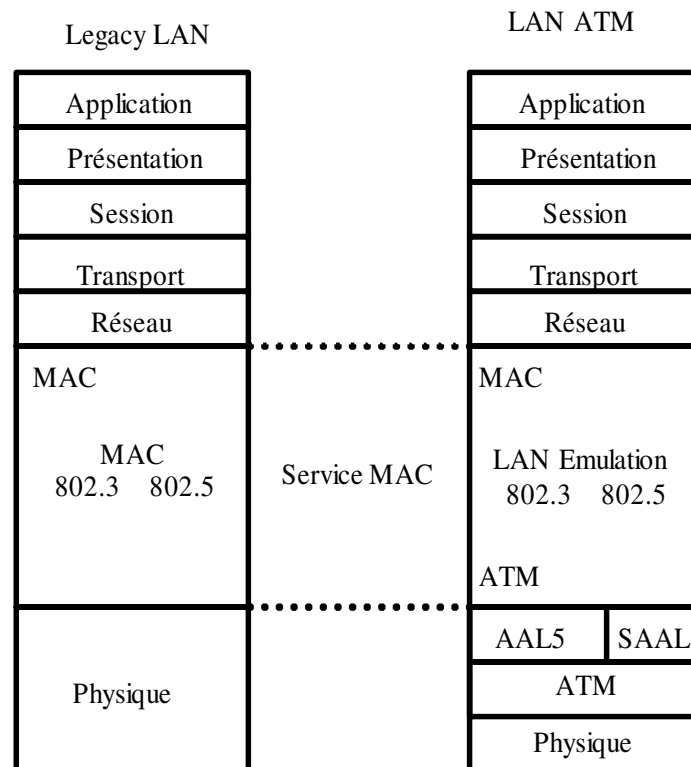 Legacy LAN
Application
Présentation
Session
Transport
Réseau
MAC
MAC
802.3 802.5
Physique
Service MAC
LAN ATM
Application
Présentation
Session
Transport
Réseau
MAC
LAN Emulation
802.3 802.5
ATM
AAL5 SAAL
ATM
Physique